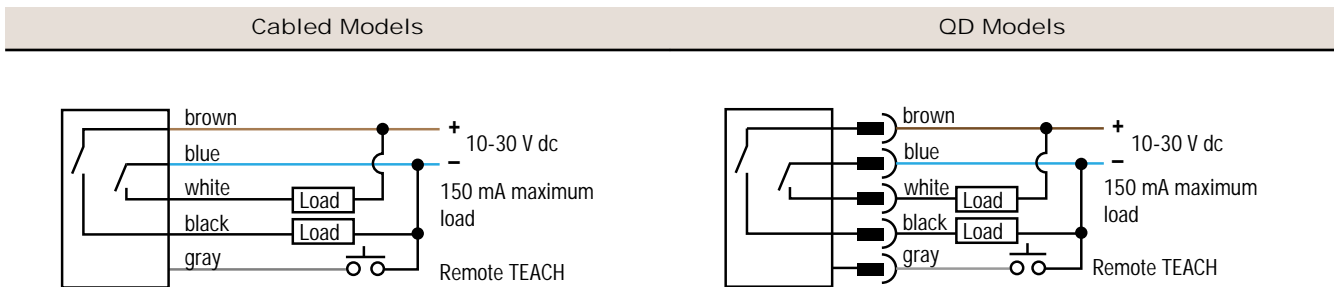 Cabled Models
QD Models
brown
+
10-30 V dc
blue
–
white
Load
150 mA maximum
load
black
Load
gray
Remote TEACH
brown
+
10-30 V dc
blue
–
white
Load
150 mA maximum
load
black
Load
gray
Remote TEACH